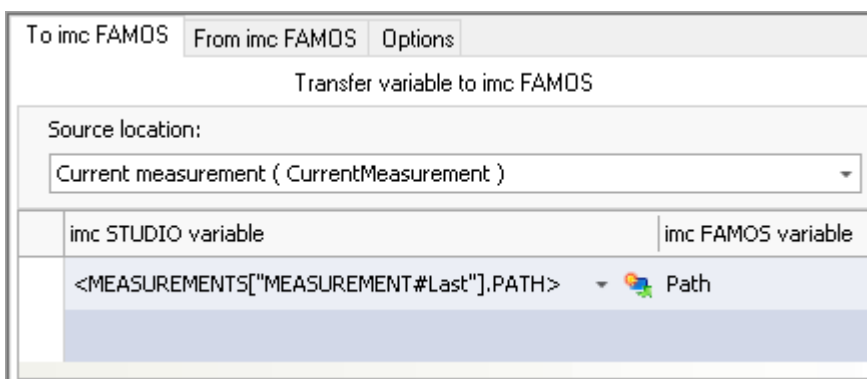 To imc FAMOS From imc FAMOS Options
Transfer variable to imc FAMOS
Source location:
Current measurement ( CurrentMeasurement )
imc STUDIO variable imc FAMOS variable
<MEASUREMENTS["MEASUREMENT#Last"].PATH> Path